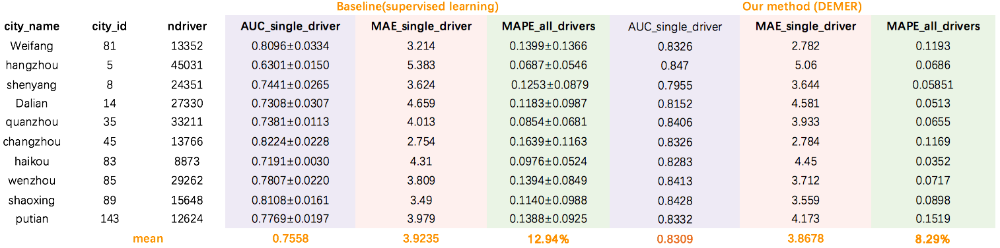 Baseline(supervised learning) Our method (DEMER)
city_name city_id ndriver AUC_single_driver MAE_single_driver MAPE_all_drivers AUC_single_driver MAE_single_driver MAPE_all_drivers
Weifang 81 13352 0.8096±0.0334 3.214 0.1399±0.1366 0.8326 2.782 0.1193
hangzhou 5 45031 0.6301±0.0150 5.383 0.0687±0.0546 0.847 5.06 0.0686
shenyang 8 24351 0.7441±0.0265 3.624 0.1253±0.0879 0.7955 3.644 0.05851
Dalian 14 27330 0.7308±0.0307 4.659 0.1183±0.0987 0.8152 4.581 0.0513
quanzhou 35 33211 0.7381±0.0113 4.013 0.0854±0.0681 0.8406 3.933 0.0655
changzhou 45 13766 0.8224±0.0228 2.754 0.1639±0.1163 0.8326 2.784 0.1169
haikou 83 8873 0.7191±0.0030 4.31 0.0976±0.0524 0.8283 4.45 0.0352
wenzhou 85 29262 0.7807±0.0220 3.809 0.1394±0.0849 0.8413 3.712 0.0717
shaoxing 89 15648 0.8108±0.0161 3.49 0.1140±0.0988 0.8428 3.559 0.0898
putian 143 12624 0.7769±0.0197 3.979 0.1388±0.0925 0.8332 4.173 0.1519
mean 0.7558 3.9235 12.94% 0.8309 3.8678 8.29%